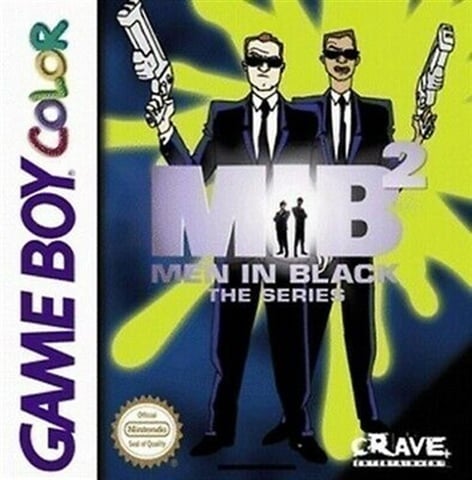 GAME BOY COLOR
MIB²
MEN IN BLACK
THE SERIES
Official
Nintendo
Seal of Quality
CRAVE
ENTERTAINMENT